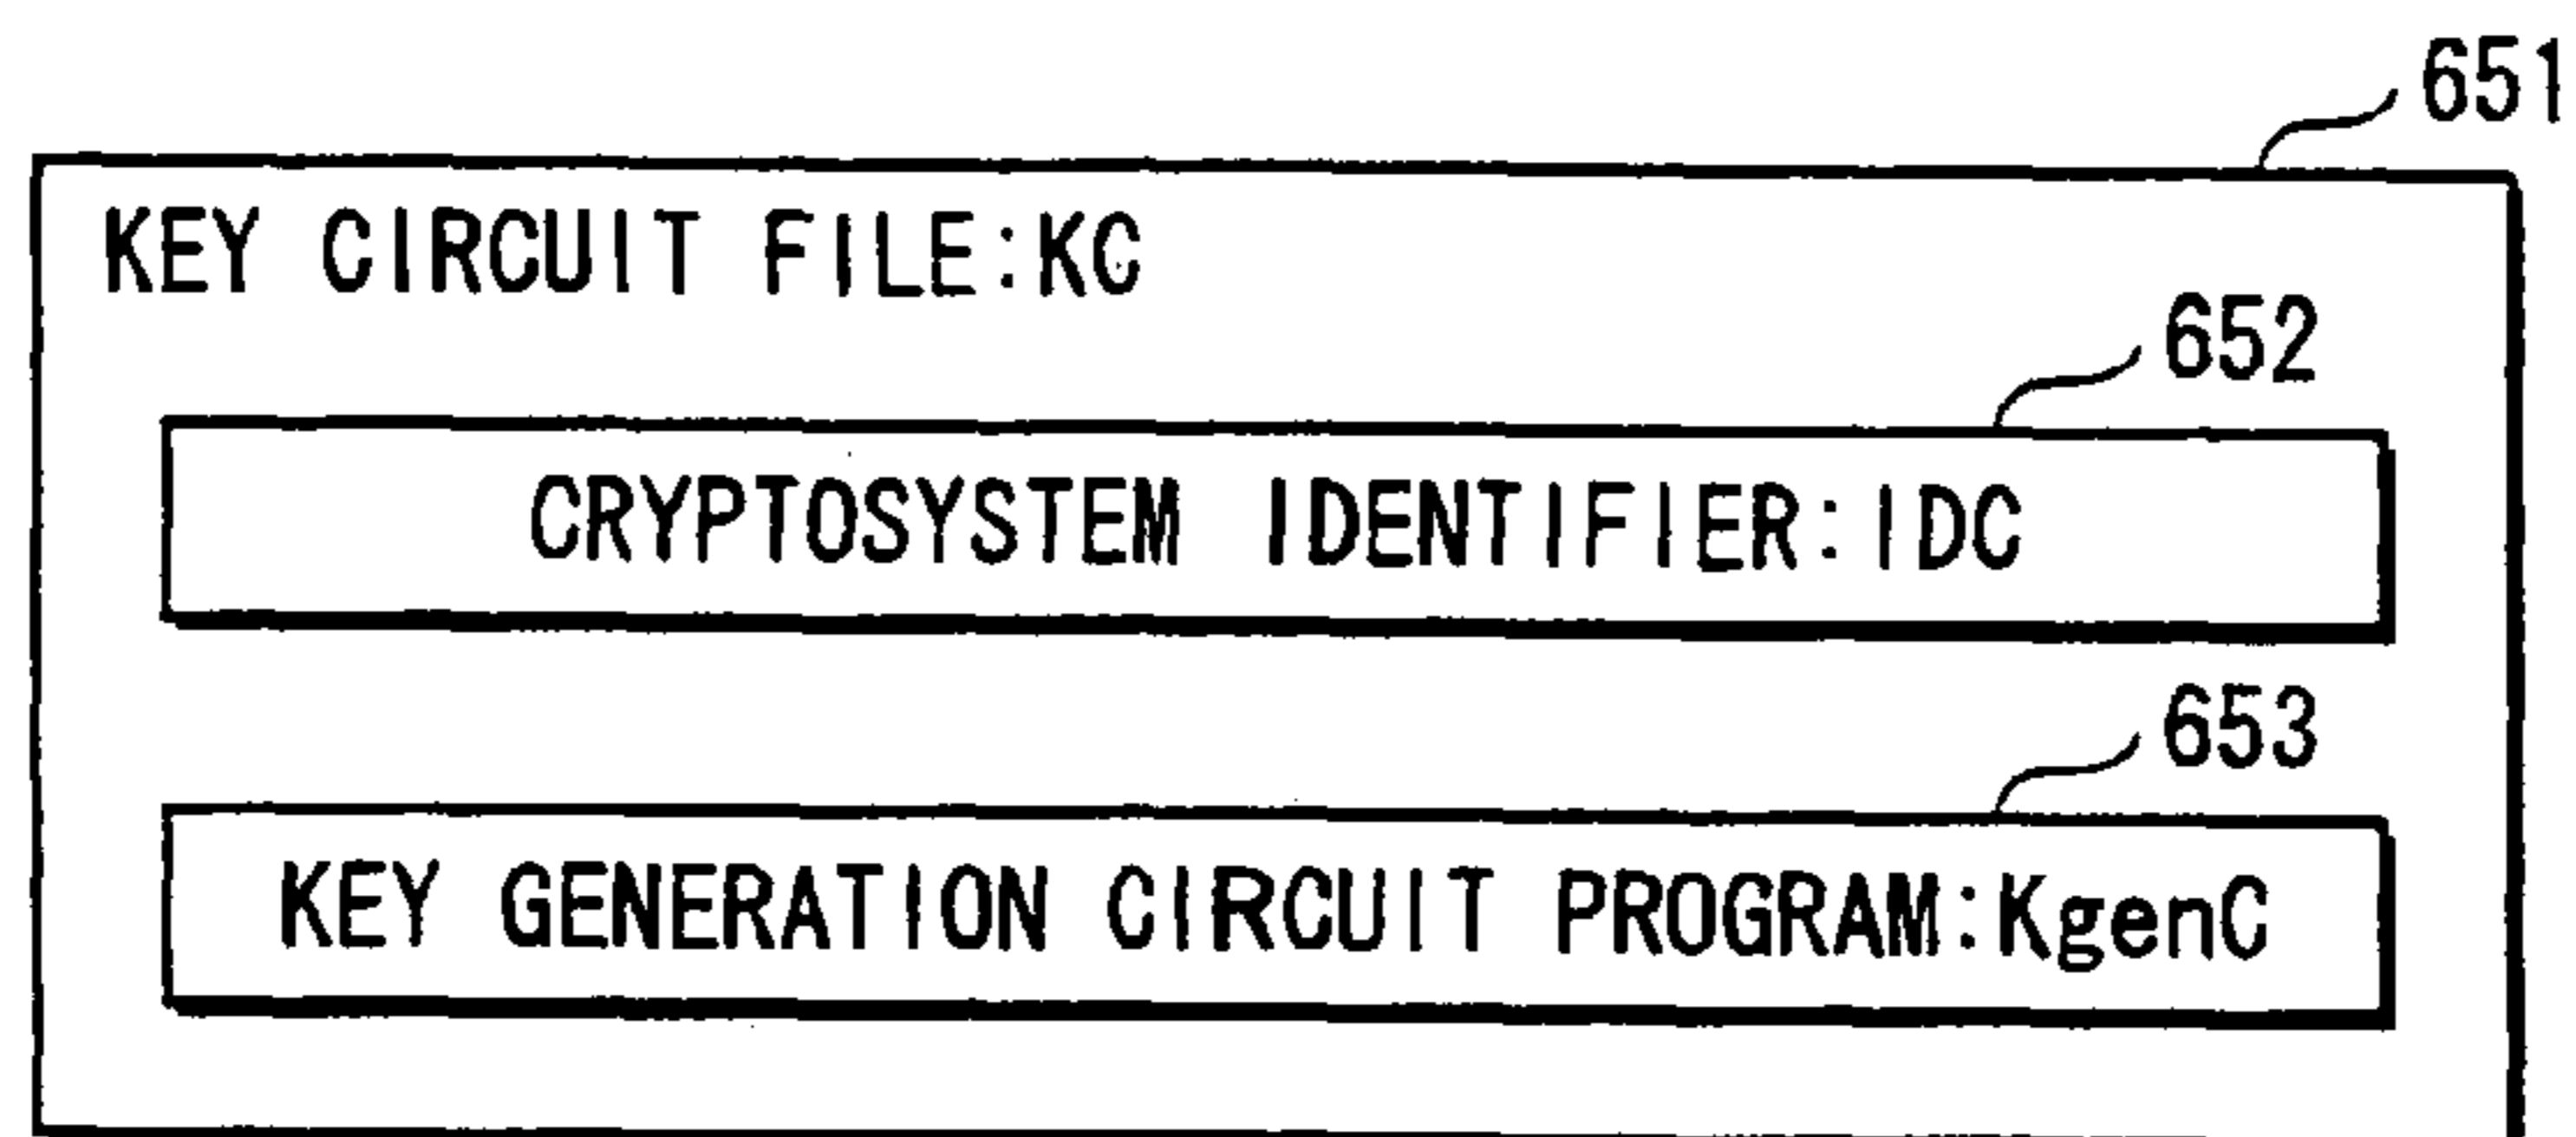 651
KEY CIRCUIT FILE:KC
652
CRYPTOSYSTEM IDENTIFIER:IDC
653
KEY GENERATION CIRCUIT PROGRAM:KgenC